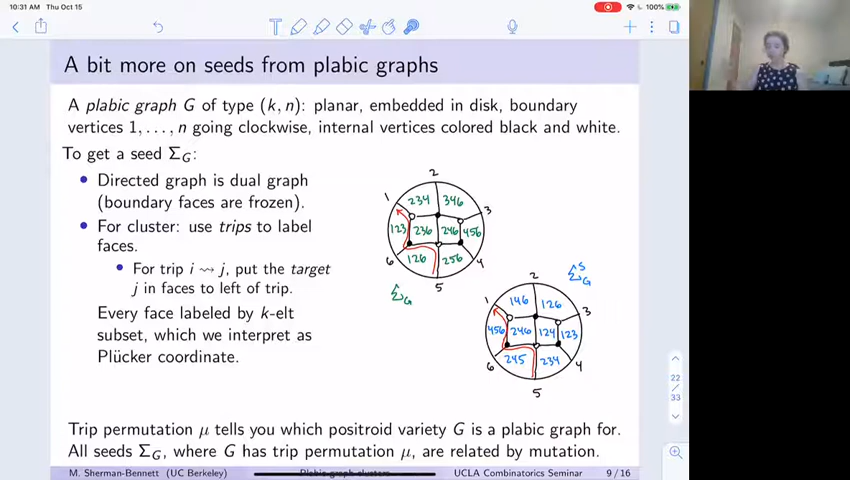 10:31 AM Thu Oct 15
100%
A bit more on seeds from plabic graphs
A plabic graph G of type (k, n): planar, embedded in disk, boundary
vertices 1, . . . , n going clockwise, internal vertices colored black and white.
To get a seed Σ_G:
• Directed graph is dual graph
(boundary faces are frozen).
• For cluster: use trips to label
faces.
• For trip i ⇝ j, put the target
j in faces to left of trip.
Every face labeled by k-elt
subset, which we interpret as
Plücker coordinate.
2
1
234
346
3
123
236
246
456
6
126
256
4
5
Σ_G
Σ^S_G
2
1
146
126
3
456
246
124
123
6
245
234
4
5
Trip permutation μ tells you which positroid variety G is a plabic graph for.
All seeds Σ_G, where G has trip permutation μ, are related by mutation.
M. Sherman-Bennett (UC Berkeley)
Plabic graph clusters
UCLA Combinatorics Seminar
9 / 16
22
/
33